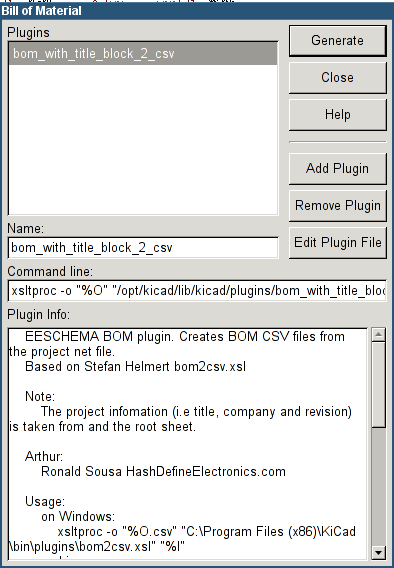 Bill of Material
Plugins
bom_with_title_block_2_csv
Generate
Close
Help
Add Plugin
Remove Plugin
Edit Plugin File
Name:
bom_with_title_block_2_csv
Command line:
xsltproc -o "%O" "/opt/kicad/lib/kicad/plugins/bom_with_title_bloc
Plugin Info:
EESCHEMA BOM plugin. Creates BOM CSV files from
the project net file.
Based on Stefan Helmert bom2csv.xsl
Note:
The project infomation (i.e title, company and revision)
is taken from and the root sheet.
Arthur:
Ronald Sousa HashDefineElectronics.com
Usage:
on Windows:
xsltproc -o "%O.csv" "C:\Program Files (x86)\KiCad
\bin\plugins\bom2csv.xsl" "%I"